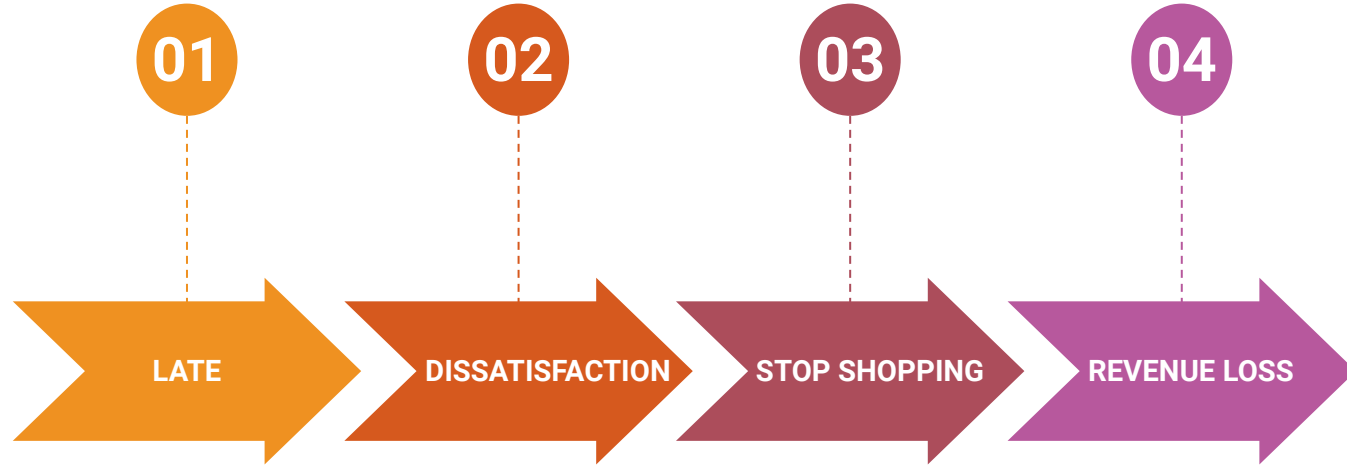 01
02
03
04
LATE
DISSATISFACTION
STOP SHOPPING
REVENUE LOSS